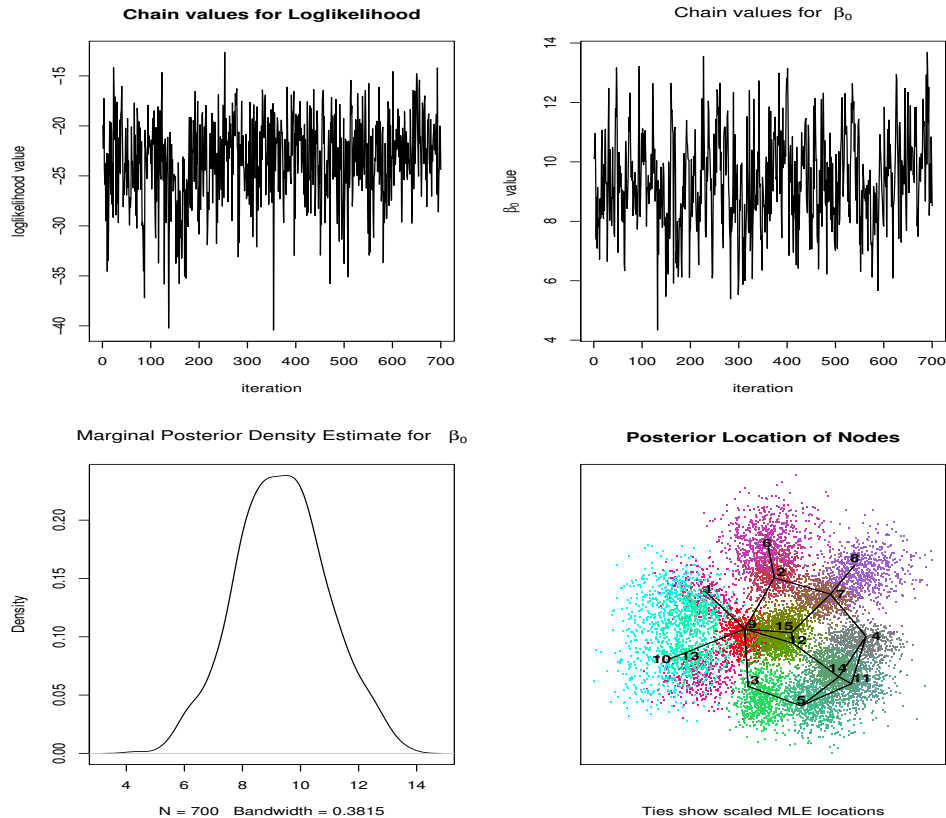 Chain values for Loglikelihood
loglikelihood value
−15
−20
−25
−30
−35
−40
0 100 200 300 400 500 600 700
iteration
Chain values for β₀
β₀ value
14
12
10
8
6
4
0 100 200 300 400 500 600 700
iteration
Marginal Posterior Density Estimate for β₀
Density
0.20
0.15
0.10
0.05
0.00
4 6 8 10 12 14
N = 700 Bandwidth = 0.3815
Posterior Location of Nodes
6
8
2
1
7
9
15
4
12
10
13
14
3
11
5
Ties show scaled MLE locations